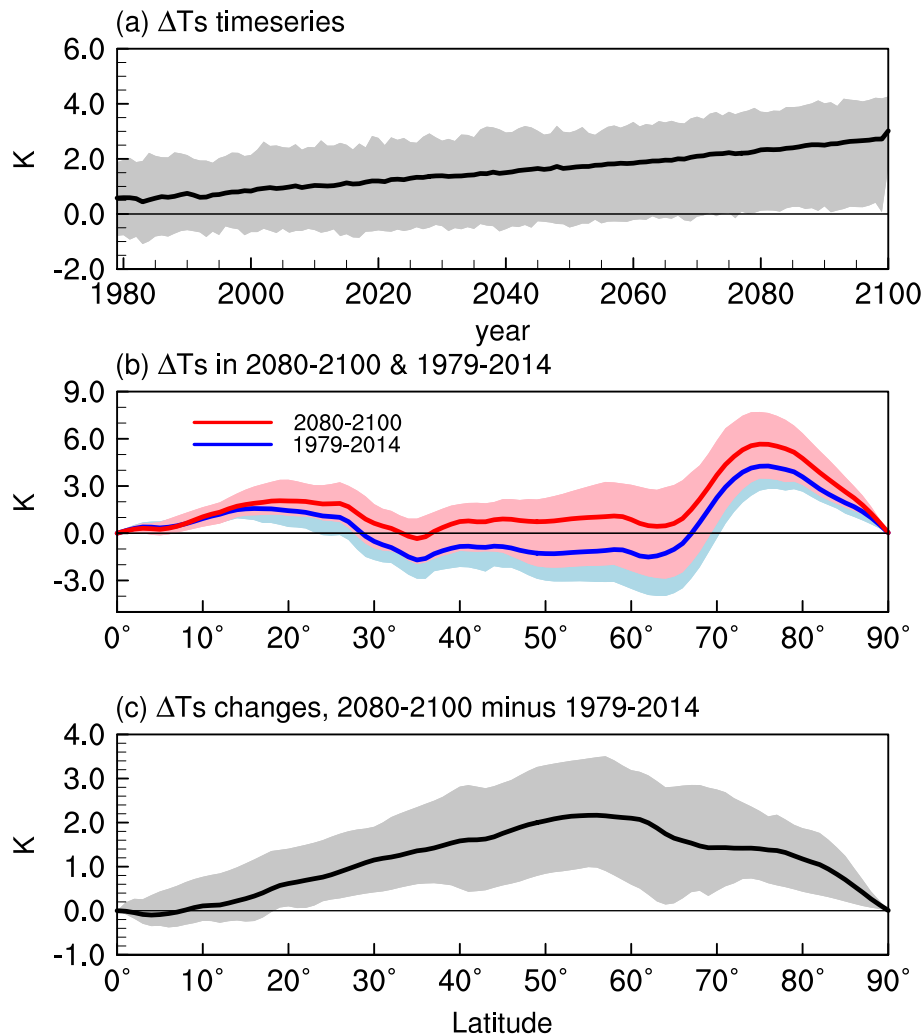 (a) ΔTs timeseries
6.0
4.0
2.0
0.0
-2.0
K
1980 2000 2020 2040 2060 2080 2100
year
(b) ΔTs in 2080-2100 & 1979-2014
9.0
6.0
3.0
0.0
-3.0
K
2080-2100
1979-2014
0° 10° 20° 30° 40° 50° 60° 70° 80° 90°
(c) ΔTs changes, 2080-2100 minus 1979-2014
4.0
3.0
2.0
1.0
0.0
-1.0
K
0° 10° 20° 30° 40° 50° 60° 70° 80° 90°
Latitude